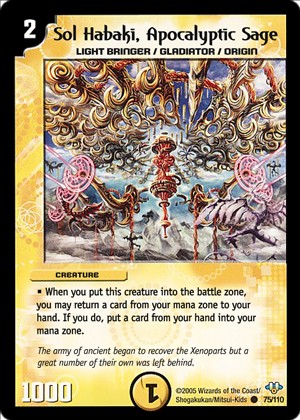 2
Sol Habaki, Apocalyptic Sage
LIGHT BRINGER / GLADIATOR / ORIGIN
CREATURE
▪ When you put this creature into the battle zone,
you may return a card from your mana zone to your
hand. If you do, put a card from your hand into your
mana zone.
The army of ancient began to recover the Xenoparts but a
great number of their own was left behind.
1000
1
©2005 Wizards of the Coast/
Shogakukan/Mitsui-Kids
75/110